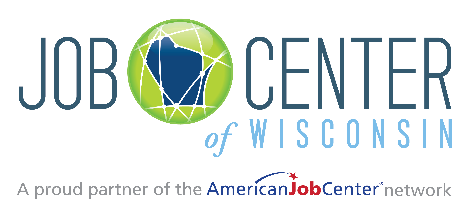 JOB CENTER
of WISCONSIN
A proud partner of the AmericanJobCenter® network